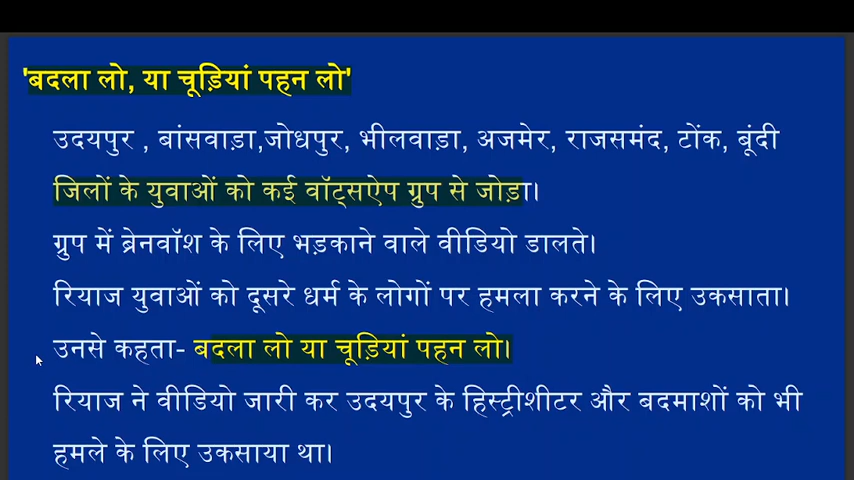 'बदला लो, या चूड़ियां पहन लो'
उदयपुर , बांसवाड़ा,जोधपुर, भीलवाड़ा, अजमेर, राजसमंद, टोंक, बूंदी
जिलों के युवाओं को कई वॉट्सऐप ग्रुप से जोड़ा।
ग्रुप में ब्रेनवॉश के लिए भड़काने वाले वीडियो डालते।
रियाज युवाओं को दूसरे धर्म के लोगों पर हमला करने के लिए उकसाता।
उनसे कहता- बदला लो या चूड़ियां पहन लो।
रियाज ने वीडियो जारी कर उदयपुर के हिस्ट्रीशीटर और बदमाशों को भी
हमले के लिए उकसाया था।